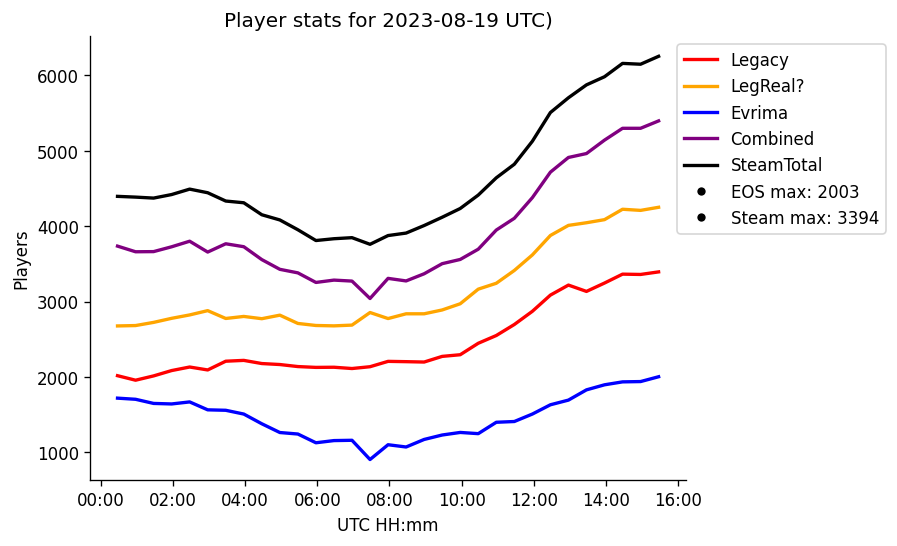 Player stats for 2023-08-19 UTC)
Legacy
LegReal?
Evrima
Combined
SteamTotal
EOS max: 2003
Steam max: 3394
Players
6000
5000
4000
3000
2000
1000
00:00 02:00 04:00 06:00 08:00 10:00 12:00 14:00 16:00
UTC HH:mm